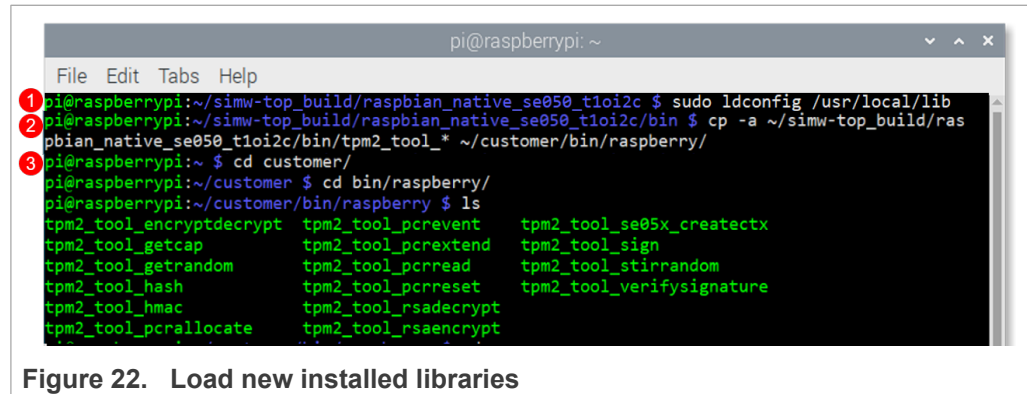 pi@raspberrypi: ~
File Edit Tabs Help
1 pi@raspberrypi:~/simw-top_build/raspbian_native_se050_t1oi2c $ sudo ldconfig /usr/local/lib
2 pi@raspberrypi:~/simw-top_build/raspbian_native_se050_t1oi2c/bin $ cp -a ~/simw-top_build/ras
pbian_native_se050_t1oi2c/bin/tpm2_tool_* ~/customer/bin/raspberry/
3 pi@raspberrypi:~ $ cd customer/
pi@raspberrypi:~/customer $ cd bin/raspberry/
pi@raspberrypi:~/customer/bin/raspberry $ ls
tpm2_tool_encryptdecrypt tpm2_tool_pcrevent tpm2_tool_se05x_createctx
tpm2_tool_getcap tpm2_tool_pcrextend tpm2_tool_sign
tpm2_tool_getrandom tpm2_tool_pcrread tpm2_tool_stirrandom
tpm2_tool_hash tpm2_tool_pcrreset tpm2_tool_verifysignature
tpm2_tool_hmac tpm2_tool_rsadecrypt
tpm2_tool_pcrallocate tpm2_tool_rsaencrypt
Figure 22. Load new installed libraries